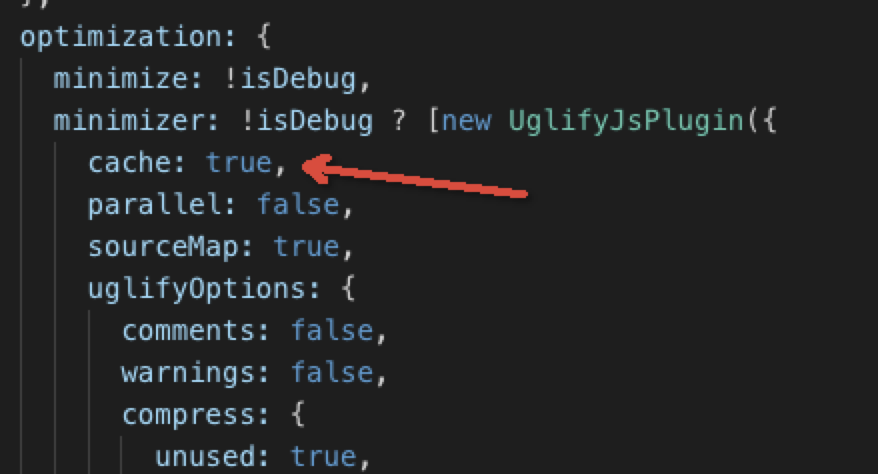 },
optimization: {
minimize: !isDebug,
minimizer: !isDebug ? [new UglifyJsPlugin({
cache: true,
parallel: false,
sourceMap: true,
uglifyOptions: {
comments: false,
warnings: false,
compress: {
unused: true,